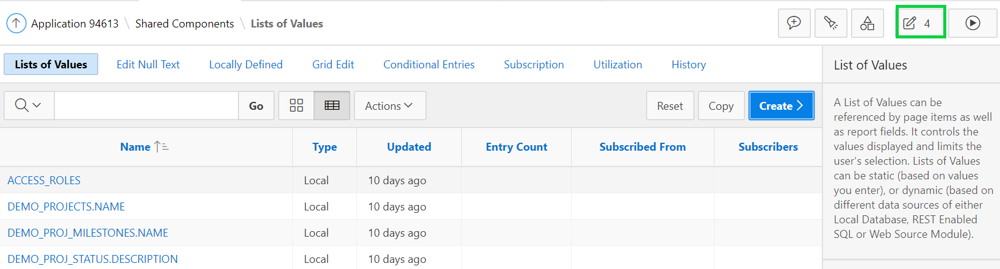 Application 94613 \ Shared Components \ Lists of Values
4
Lists of Values Edit Null Text Locally Defined Grid Edit Conditional Entries Subscription Utilization History
Go Actions Reset Copy Create
Name Type Updated Entry Count Subscribed From Subscribers
ACCESS_ROLES Local 10 days ago
DEMO_PROJECTS.NAME Local 10 days ago
DEMO_PROJ_MILESTONES.NAME Local 10 days ago
DEMO_PROJ_STATUS.DESCRIPTION Local 10 days ago
List of Values
A List of Values can be
referenced by page items as well
as report fields. It controls the
values displayed and limits the
user's selection. Lists of Values
can be static (based on values
you enter), or dynamic (based on
different data sources of either
Local Database, REST Enabled
SQL or Web Source Module).